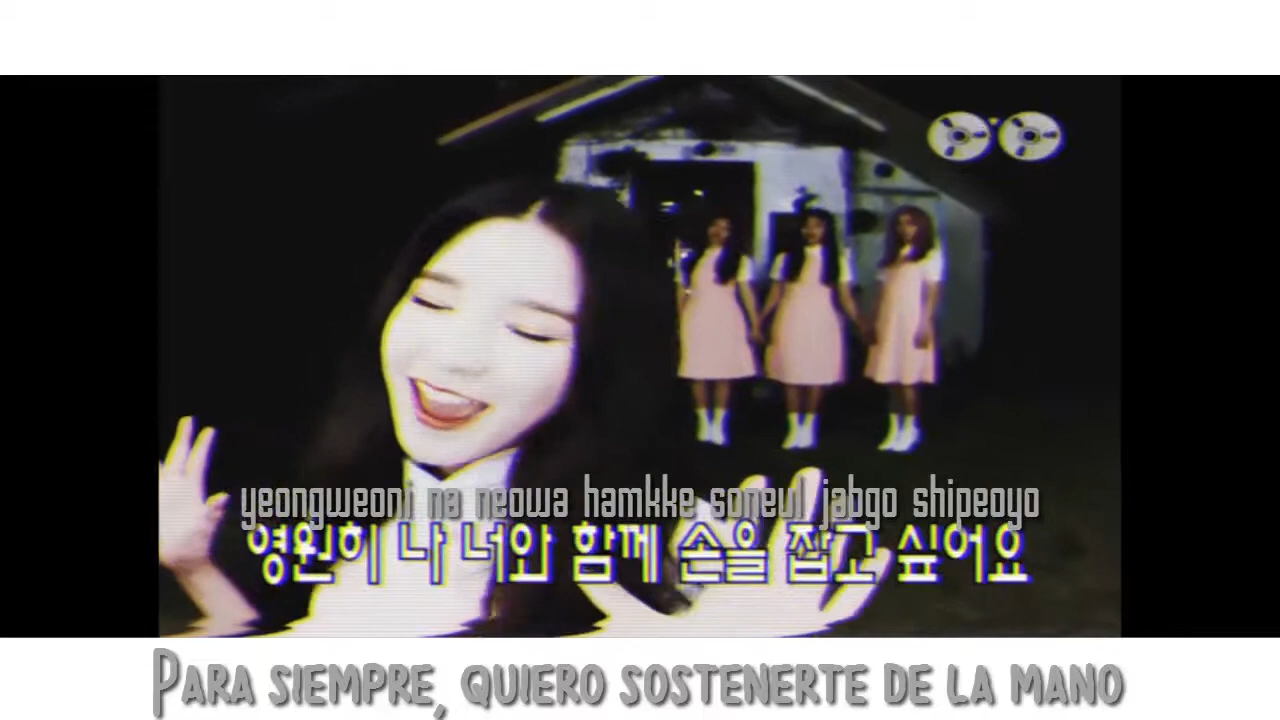 yeongweoni na neowa hamkke soneul jabgo shipeoyo
영원히 나 너와 함께 손을 잡고 싶어요
Para siempre, quiero sostenerte de la mano